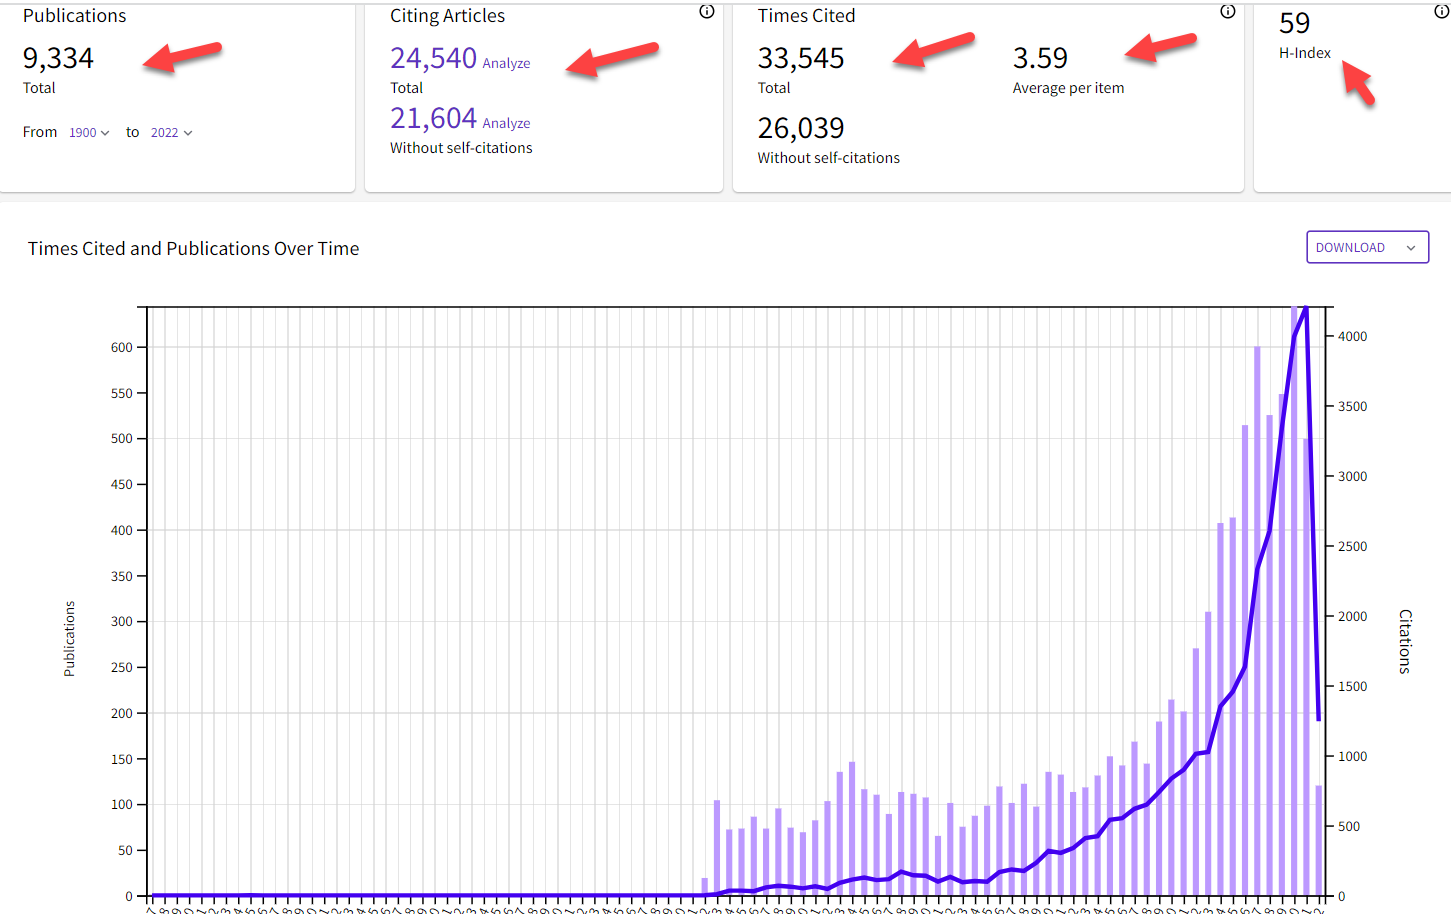 Publications
9,334
Total
From 1900 to 2022
Citing Articles
24,540 Analyze
Total
21,604 Analyze
Without self-citations
Times Cited
33,545
Total
3.59
Average per item
26,039
Without self-citations
59
H-Index
Times Cited and Publications Over Time
DOWNLOAD
Publications
600
550
500
450
400
350
300
250
200
150
100
50
0
4000
3500
3000
2500
2000
1500
1000
500
0
Citations